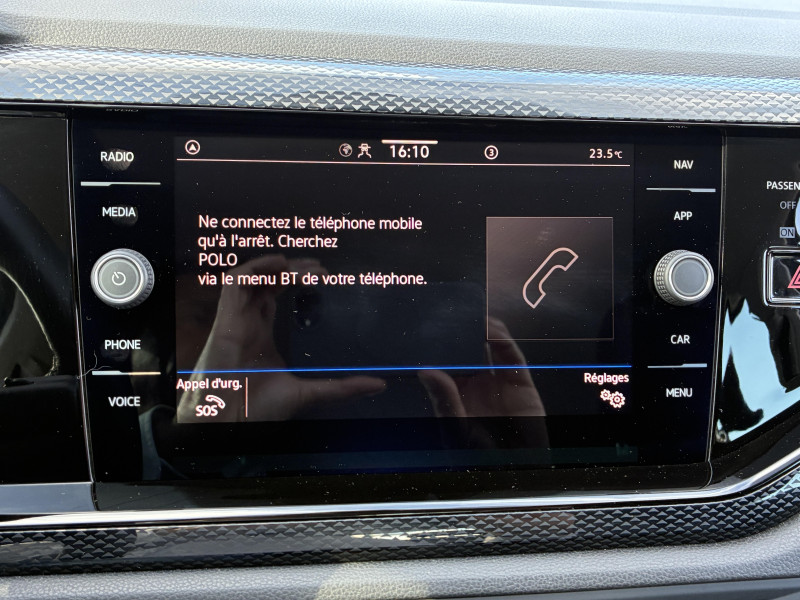 RADIO
MEDIA
PHONE
VOICE
16:10
3
23.5°C
Ne connectez le téléphone mobile
qu'à l'arrêt. Cherchez
POLO
via le menu BT de votre téléphone.
Appel d'urg.
SOS
Réglages
NAV
APP
CAR
MENU
PASSEN
OFF
ON